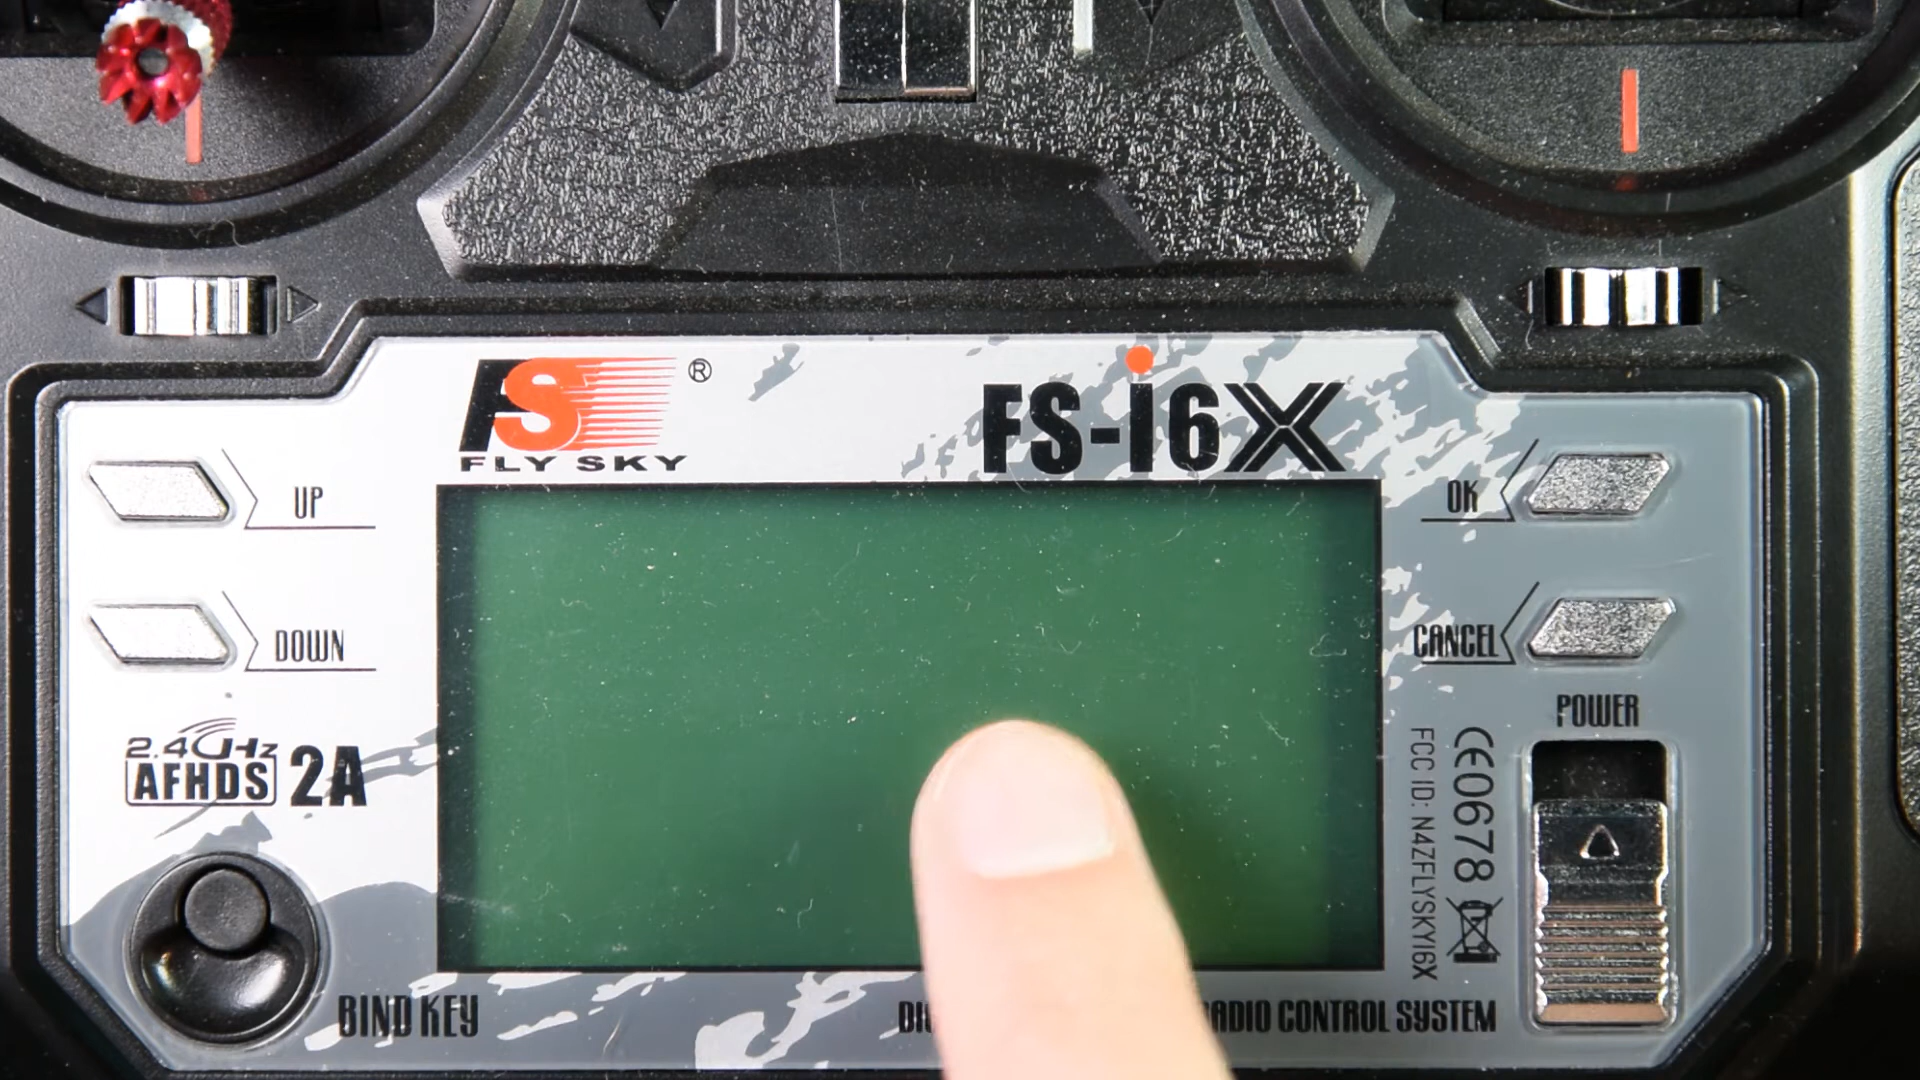 FS ®
FLY SKY
FS-i6X
UP
OK
DOWN
CANCEL
POWER
2.4GHz
AFHDS 2A
CE0678
FCC ID: N4ZFLYSKYI6X
BIND KEY
RADIO CONTROL SYSTEM